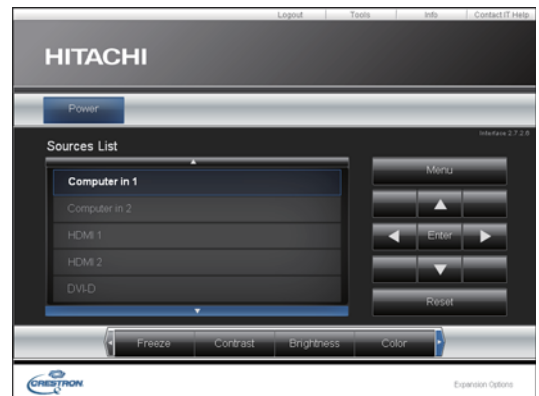 Logout Tools Info Contact IT Help
HITACHI
Power
Interface 2.7.2.6
Sources List
Computer in 1
Computer in 2
HDMI 1
HDMI 2
DVI-D
Menu
Enter
Reset
Freeze Contrast Brightness Color
CRESTRON
Expansion Options